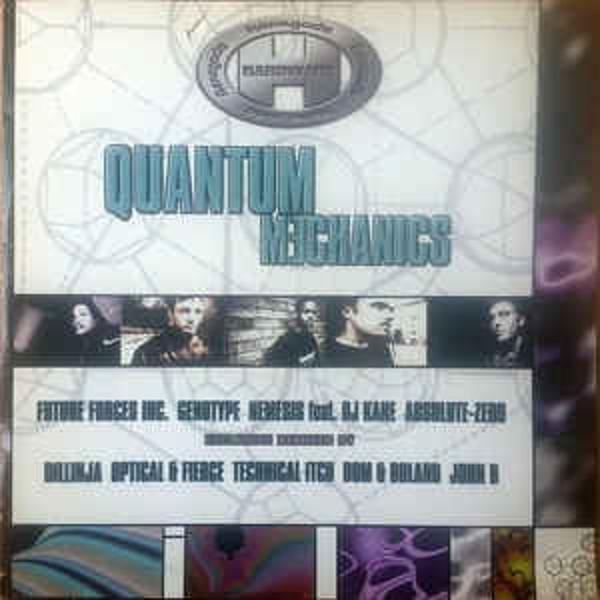 HARDWARE
QUANTUM
MECHANICS
FUTURE FORCES INC. GENOTYPE NEMESIS feat. DJ KANE ABSOLUTE-ZERO
DILLINJA OPTICAL & FIERCE TECHNICAL ITCH DOM & ROLAND JOHN B